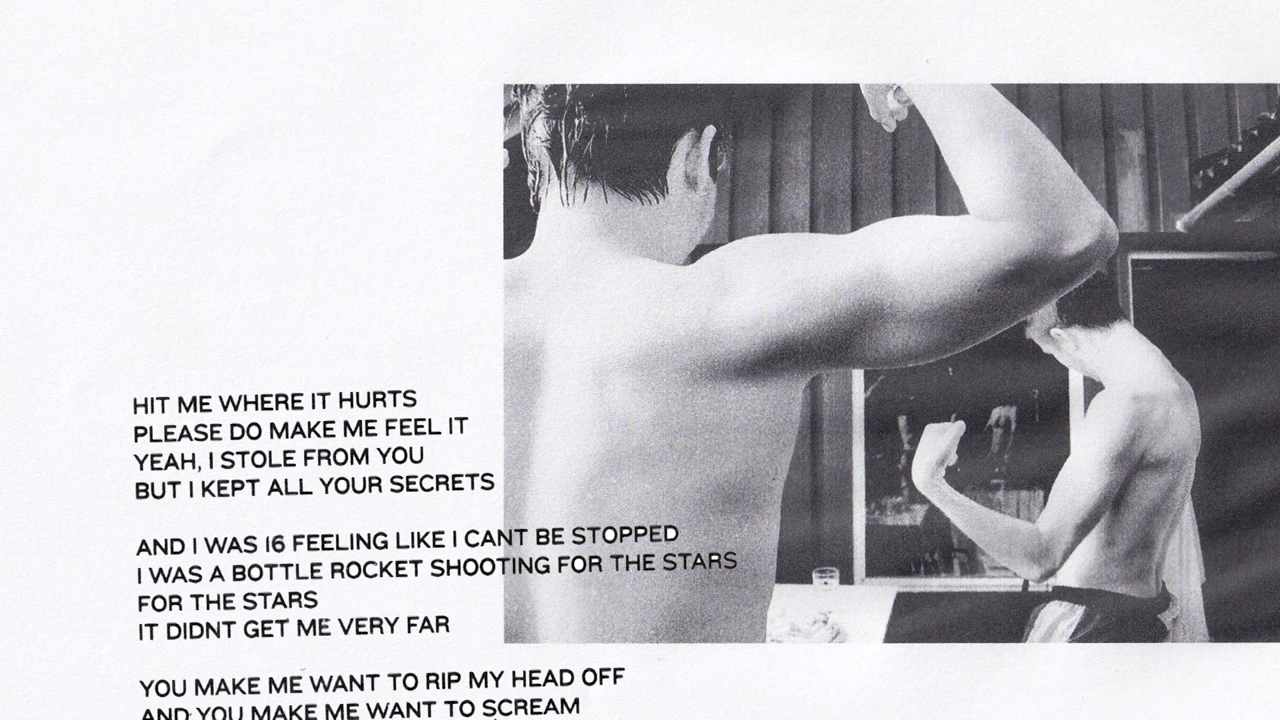 HIT ME WHERE IT HURTS
PLEASE DO MAKE ME FEEL IT
YEAH, I STOLE FROM YOU
BUT I KEPT ALL YOUR SECRETS
AND I WAS 16 FEELING LIKE I CANT BE STOPPED
I WAS A BOTTLE ROCKET SHOOTING FOR THE STARS
FOR THE STARS
IT DIDNT GET ME VERY FAR
YOU MAKE ME WANT TO RIP MY HEAD OFF
AND YOU MAKE ME WANT TO SCREAM